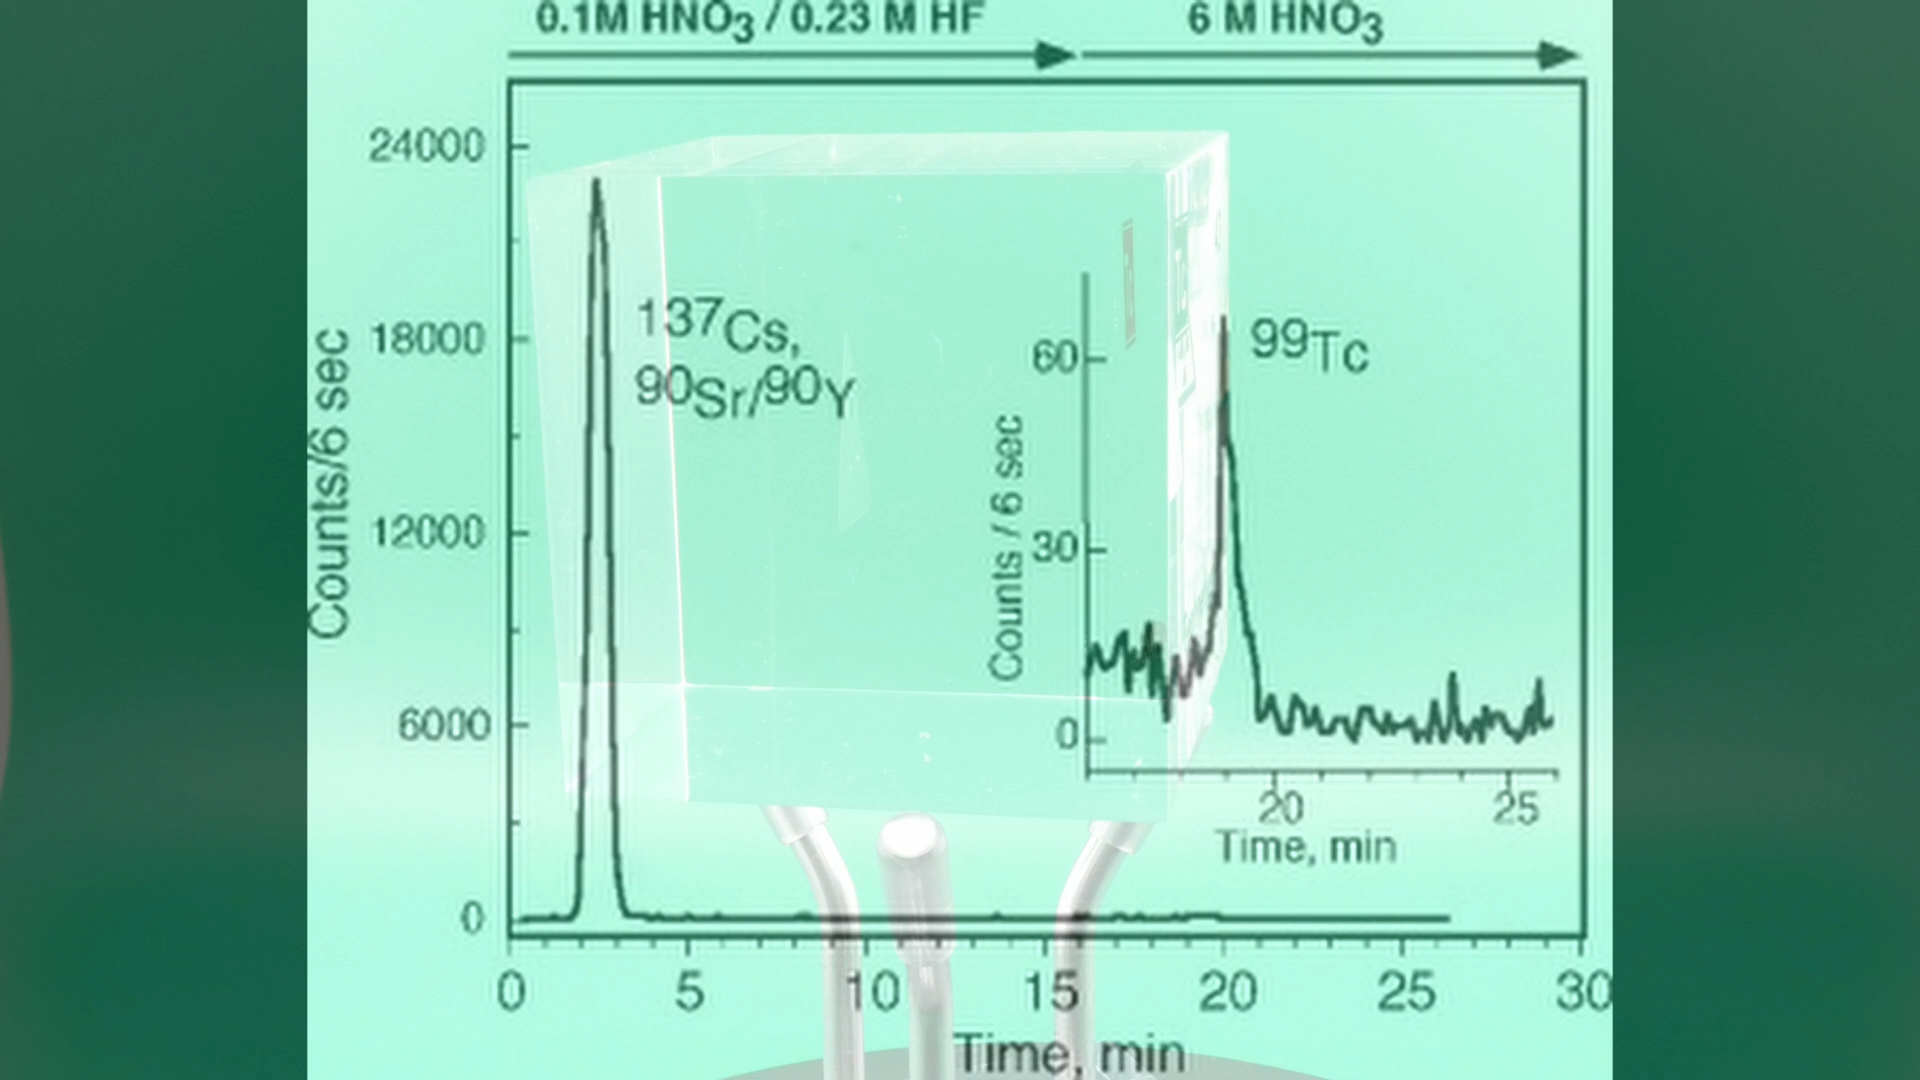 0.1M HNO3 / 0.23 M HF
6 M HNO3
24000
18000
12000
6000
0
Counts/6 sec
137Cs,
90Sr/90Y
60
30
0
Counts / 6 sec
99Tc
20
25
Time, min
0
5
10
15
20
25
30
Time, min